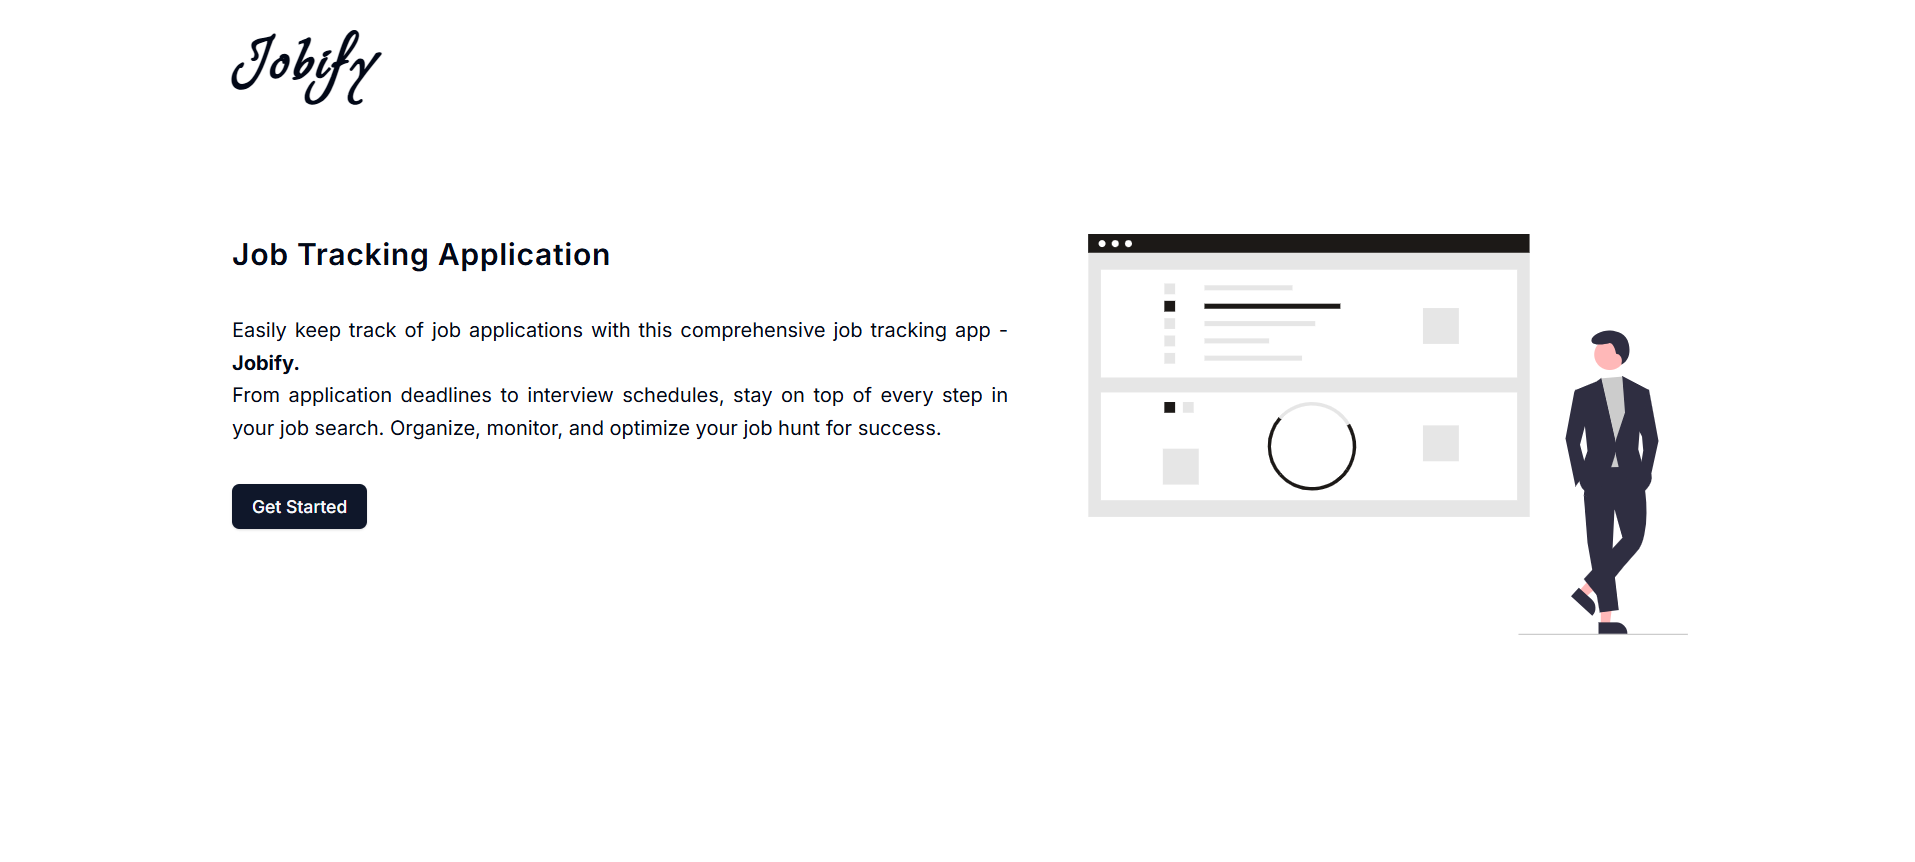 Jobify
Job Tracking Application
Easily keep track of job applications with this comprehensive job tracking app -
Jobify.
From application deadlines to interview schedules, stay on top of every step in
your job search. Organize, monitor, and optimize your job hunt for success.
Get Started